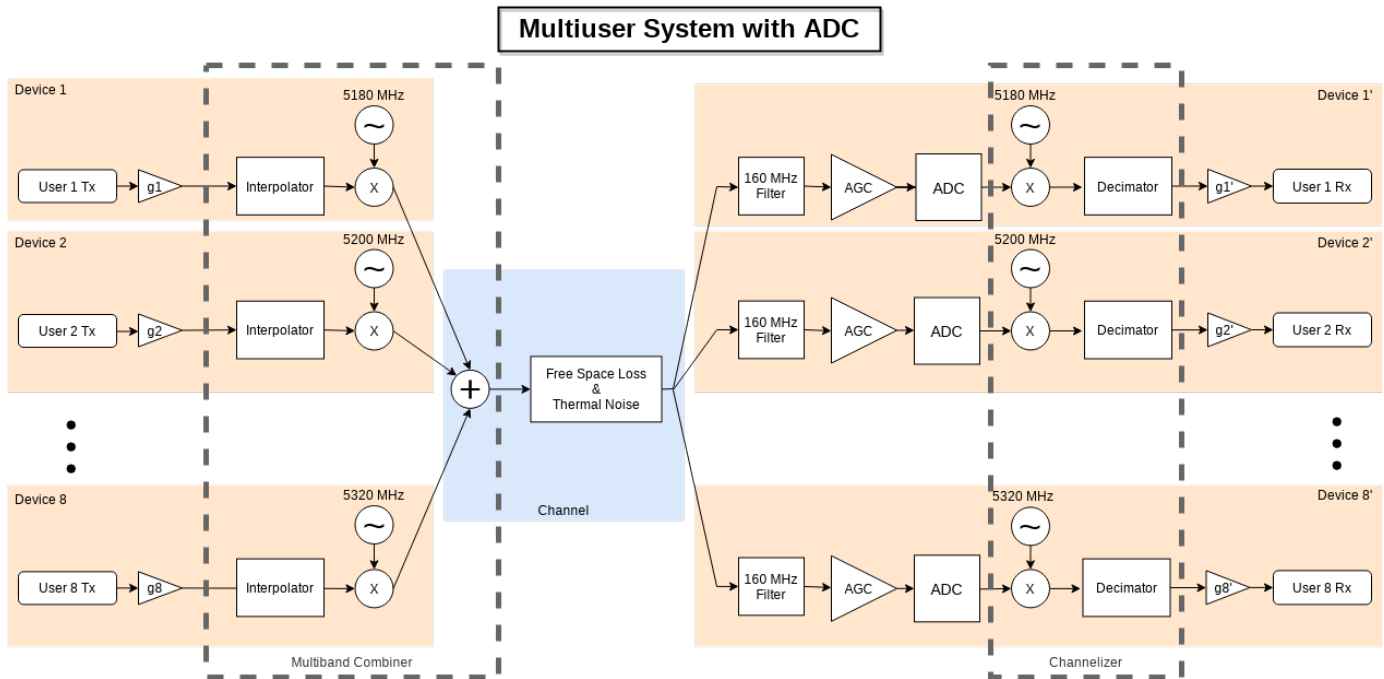 Multiuser System with ADC
Device 1
5180 MHz
~
User 1 Tx
g1
Interpolator
X
Device 2
5200 MHz
~
User 2 Tx
g2
Interpolator
X
Device 8
5320 MHz
~
User 8 Tx
g8
Interpolator
X
Multiband Combiner
+
Free Space Loss
&
Thermal Noise
Channel
Device 1'
5180 MHz
~
160 MHz
Filter
AGC
ADC
X
Decimator
g1'
User 1 Rx
Device 2'
5200 MHz
~
160 MHz
Filter
AGC
ADC
X
Decimator
g2'
User 2 Rx
Device 8'
5320 MHz
~
160 MHz
Filter
AGC
ADC
X
Decimator
g8'
User 8 Rx
Channelizer